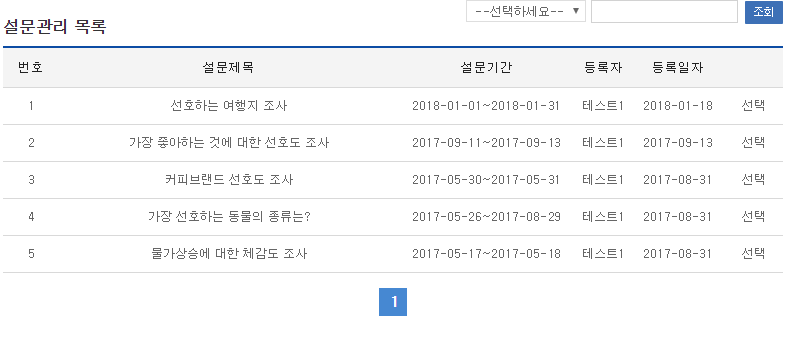 --선택하세요-- ▼ 조회
설문관리 목록
번호 설문제목 설문기간 등록자 등록일자
1 선호하는 여행지 조사 2018-01-01~2018-01-31 테스트1 2018-01-18 선택
2 가장 좋아하는 것에 대한 선호도 조사 2017-09-11~2017-09-13 테스트1 2017-09-13 선택
3 커피브랜드 선호도 조사 2017-05-30~2017-05-31 테스트1 2017-08-31 선택
4 가장 선호하는 동물의 종류는? 2017-05-26~2017-08-29 테스트1 2017-08-31 선택
5 물가상승에 대한 체감도 조사 2017-05-17~2017-05-18 테스트1 2017-08-31 선택
1